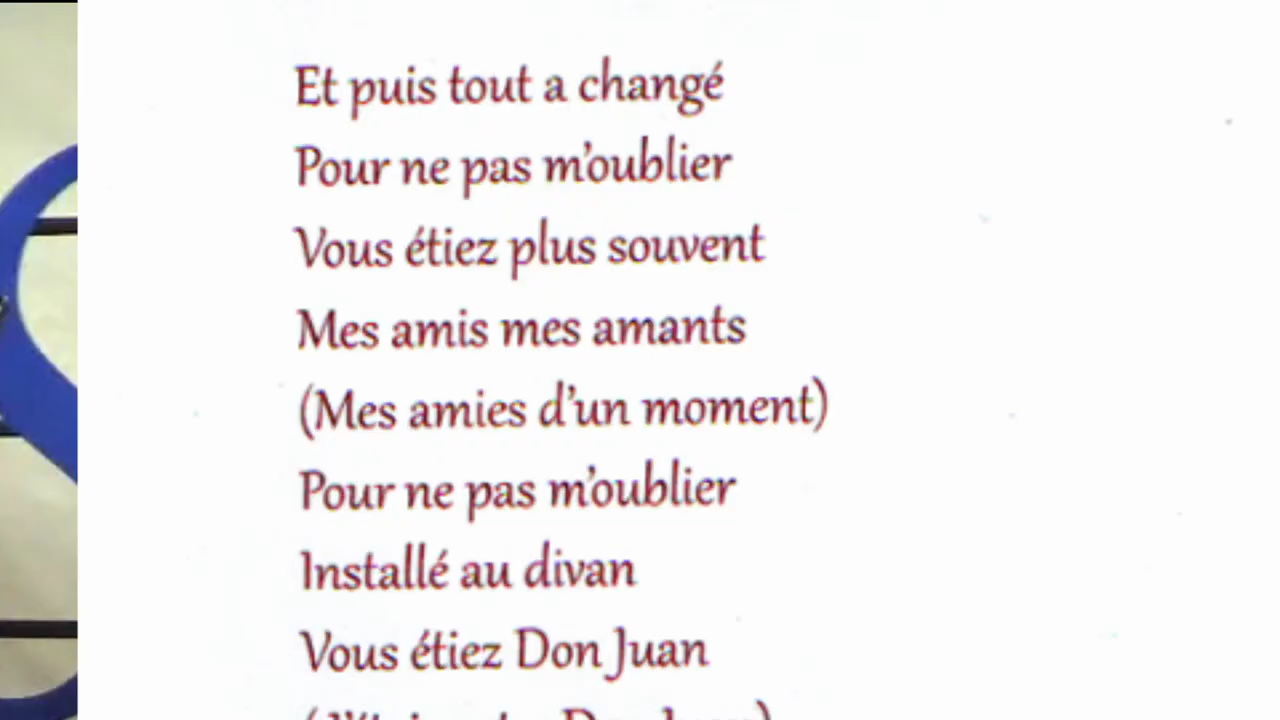 Et puis tout a changé
Pour ne pas m'oublier
Vous étiez plus souvent
Mes amis mes amants
(Mes amies d'un moment)
Pour ne pas m'oublier
Installé au divan
Vous étiez Don Juan